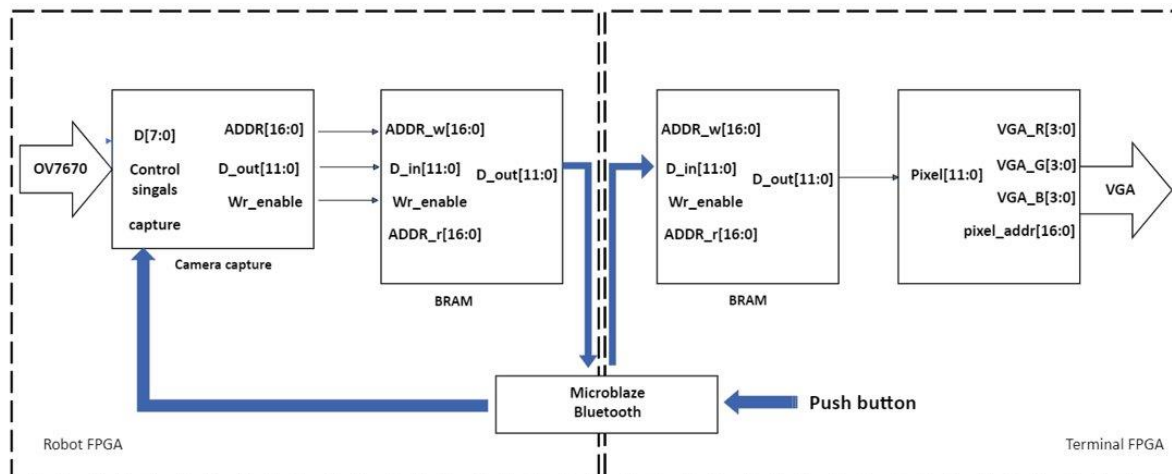 OV7670
D[7:0]
Control
singals
capture
ADDR[16:0]
D_out[11:0]
Wr_enable
Camera capture
ADDR_w[16:0]
D_in[11:0]
Wr_enable
ADDR_r[16:0]
D_out[11:0]
BRAM
ADDR_w[16:0]
D_in[11:0]
Wr_enable
ADDR_r[16:0]
D_out[11:0]
BRAM
Pixel[11:0]
VGA_R[3:0]
VGA_G[3:0]
VGA_B[3:0]
pixel_addr[16:0]
VGA
Microblaze
Bluetooth
Push button
Robot FPGA
Terminal FPGA